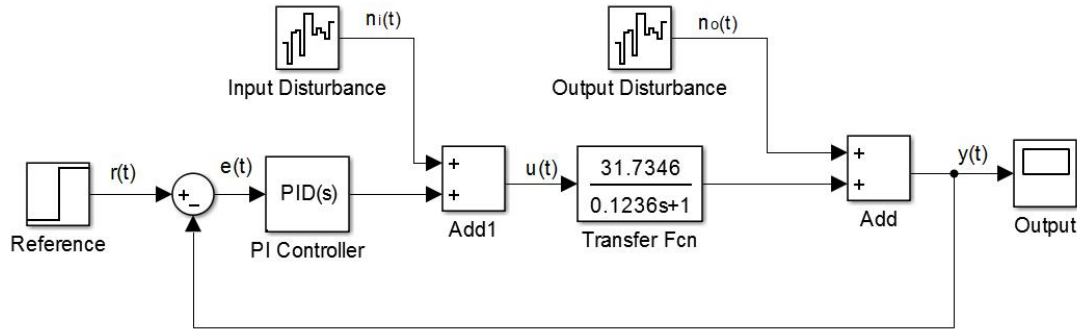 nᵢ(t)
nₒ(t)
Input Disturbance
Output Disturbance
r(t)
e(t)
u(t)
y(t)
+
-
PID(s)
+
+
31.7346
0.1236s+1
+
+
Reference
PI Controller
Add1
Transfer Fcn
Add
Output